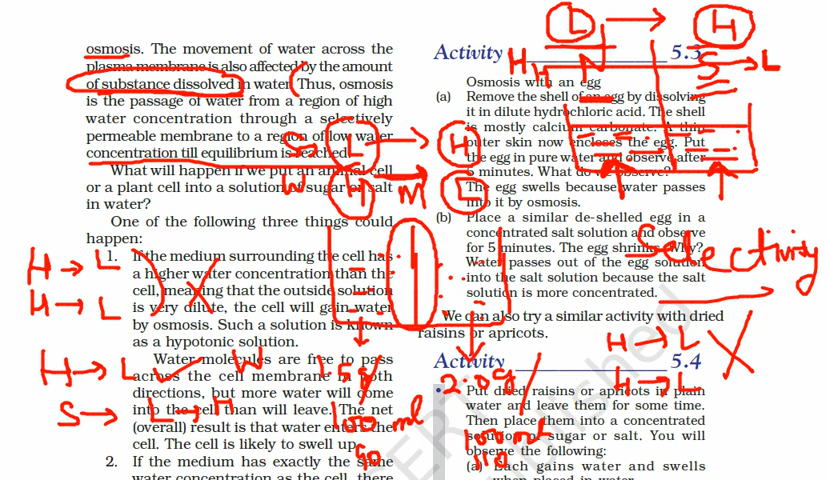 osmosis. The movement of water across the
plasma membrane is also affected by the amount
of substance dissolved in water. Thus, osmosis
is the passage of water from a region of high
water concentration through a selectively
permeable membrane to a region of low water
concentration till equilibrium is reached.
What will happen if we put an animal cell
or a plant cell into a solution of sugar or salt
in water?
One of the following three things could
happen:
1. If the medium surrounding the cell has
a higher water concentration than the
cell, meaning that the outside solution
is very dilute, the cell will gain water
by osmosis. Such a solution is known
as a hypotonic solution.
Water molecules are free to pass
across the cell membrane in both
directions, but more water will come
into the cell than will leave. The net
(overall) result is that water enters the
cell. The cell is likely to swell up.
2. If the medium has exactly the same
water concentration as the cell, there
Activity 5.3
Osmosis with an egg
(a) Remove the shell of an egg by dissolving
it in dilute hydrochloric acid. The shell
is mostly calcium carbonate. A thin
outer skin now encloses the egg. Put
the egg in pure water and observe after
5 minutes. What do we observe?
The egg swells because water passes
into it by osmosis.
(b) Place a similar de-shelled egg in a
concentrated salt solution and observe
for 5 minutes. The egg shrinks. Why?
Water passes out of the egg solution
into the salt solution because the salt
solution is more concentrated.
We can also try a similar activity with dried
raisins or apricots.
Activity 5.4
• Put dried raisins or apricots in plain
water and leave them for some time.
Then place them into a concentrated
solution of sugar or salt. You will
observe the following:
(a) Each gains water and swells
when placed in water.
L → H
H N S → L
H
S L → H
W H M L
H → L
H → L
H → L W
S → L → H
1.5g
100 ml
90
2.0g
100 ml
110
Selectivity
H → L
H → L